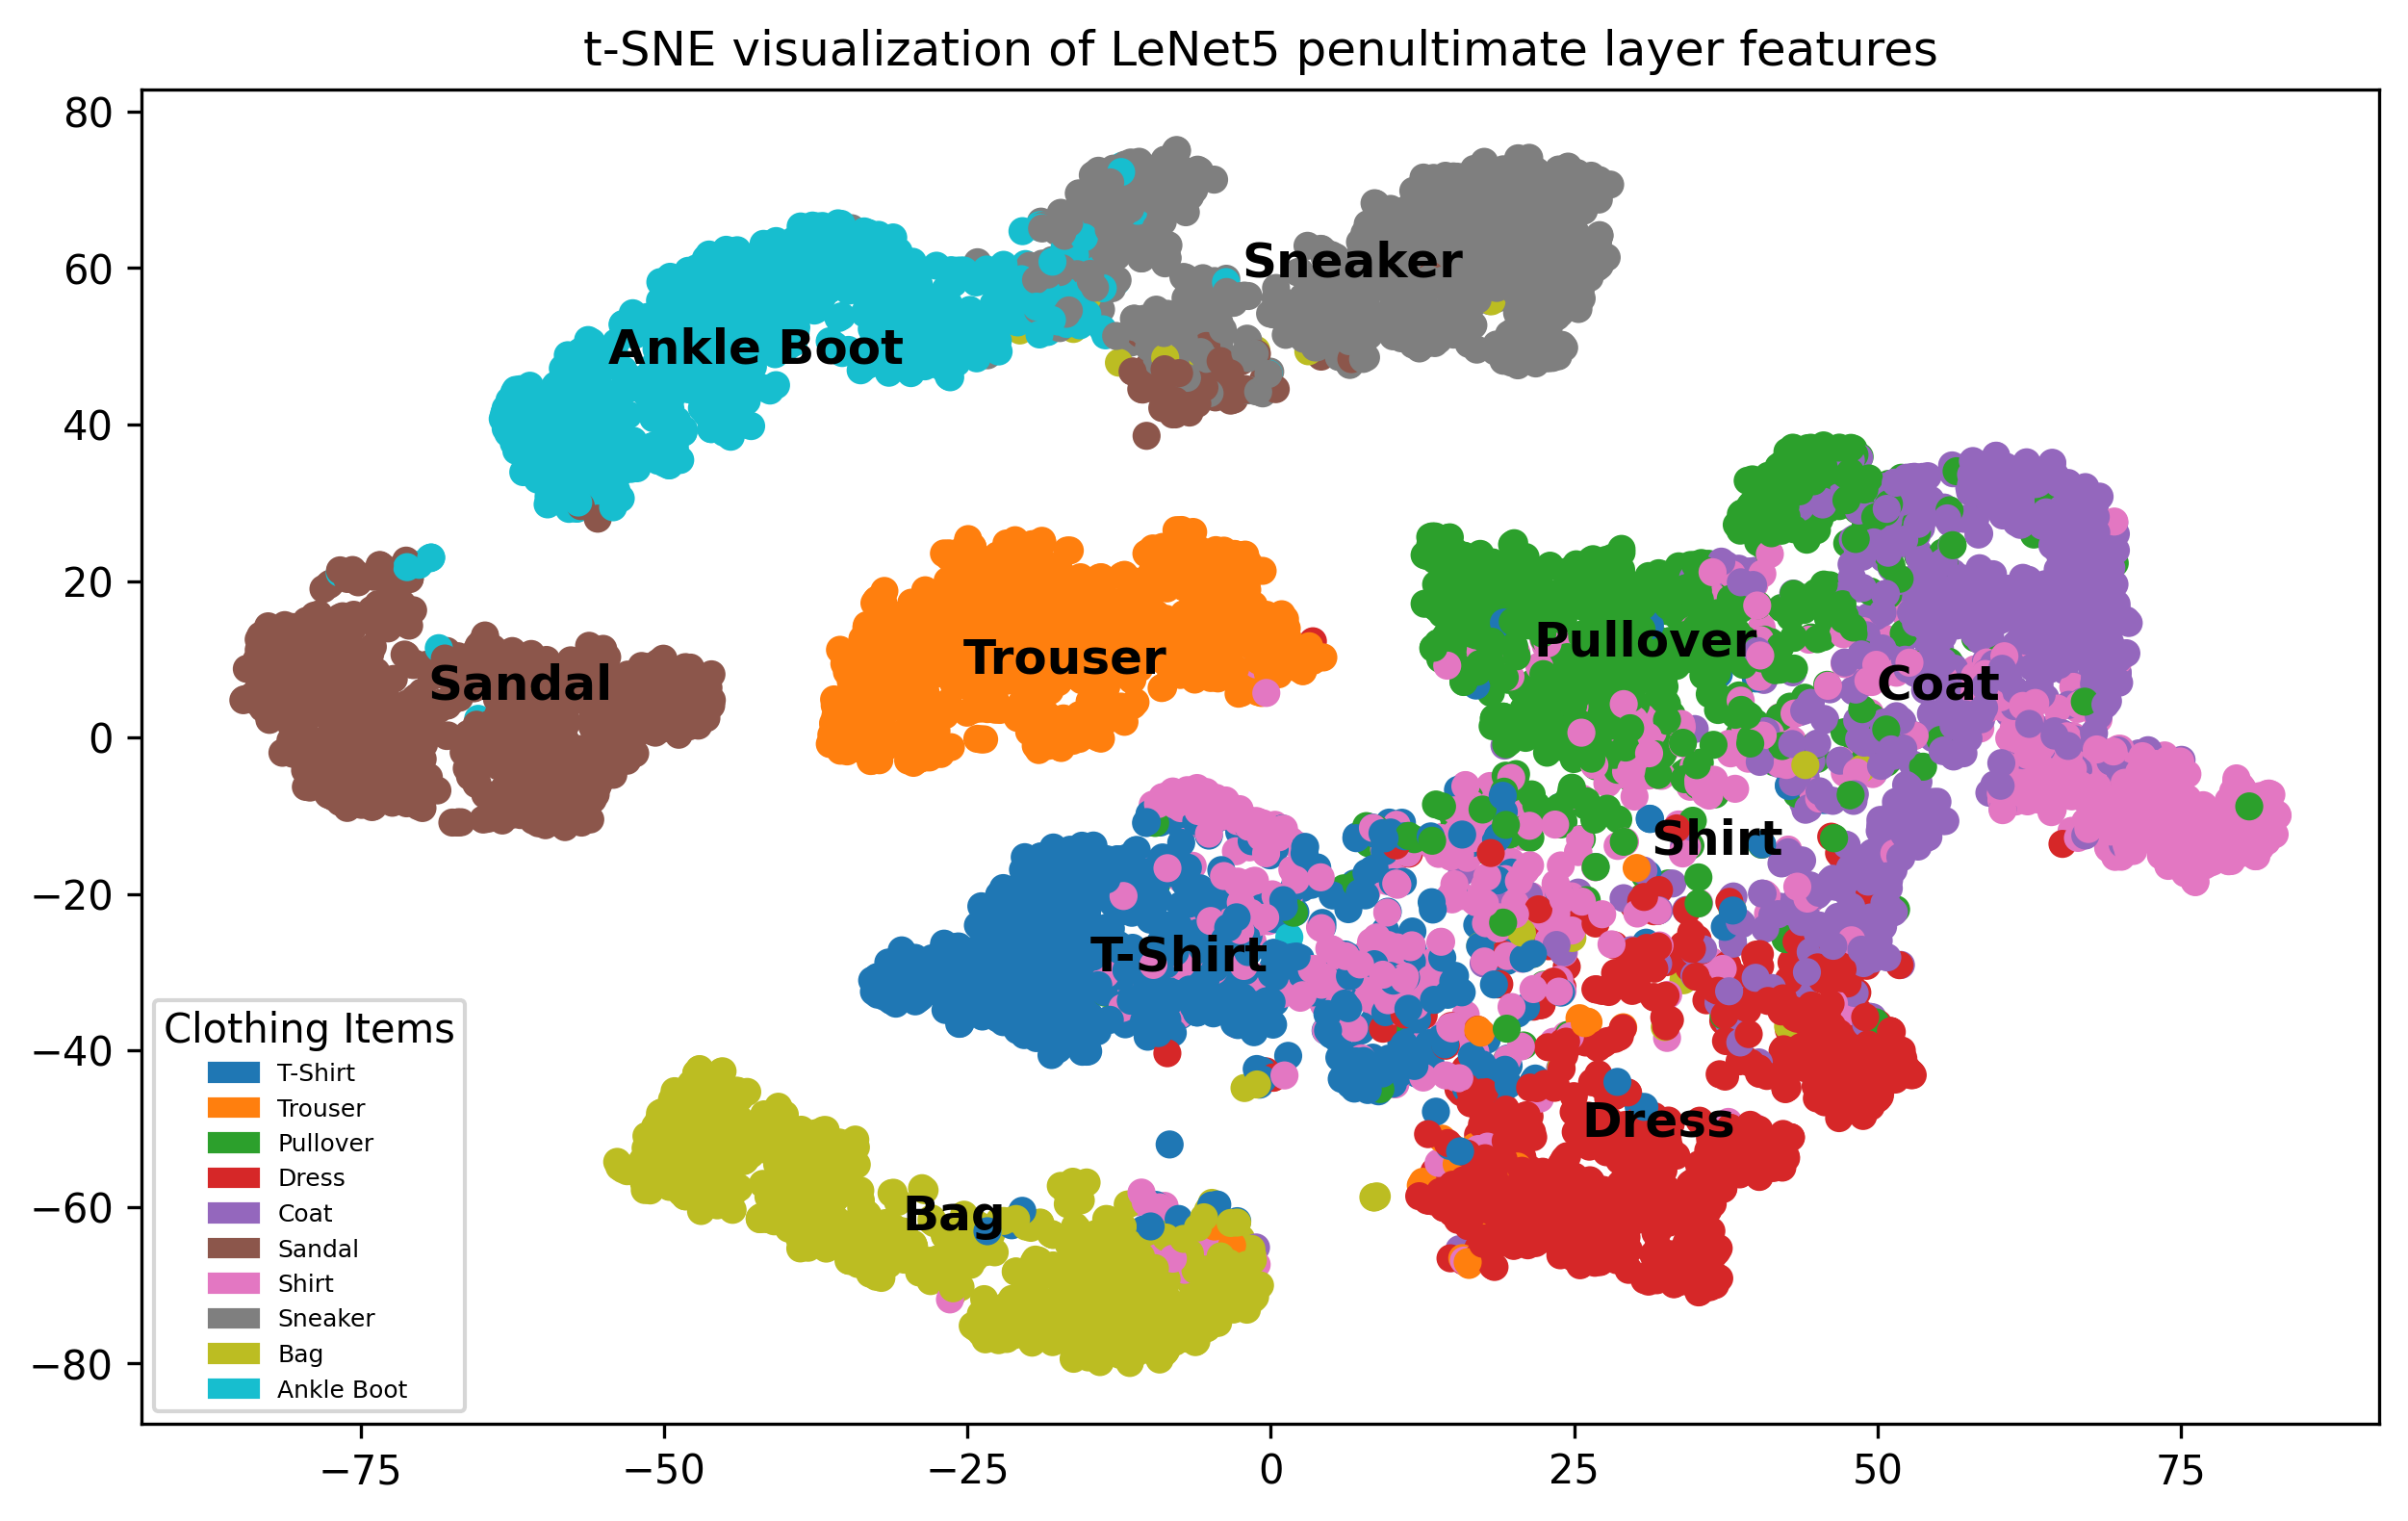 t-SNE visualization of LeNet5 penultimate layer features
80
60
40
20
0
−20
−40
−60
−80
Sneaker
Ankle Boot
Pullover
Trouser
Sandal
Coat
Shirt
T-Shirt
Dress
Bag
Clothing Items
T-Shirt
Trouser
Pullover
Dress
Coat
Sandal
Shirt
Sneaker
Bag
Ankle Boot
−75 −50 −25 0 25 50 75